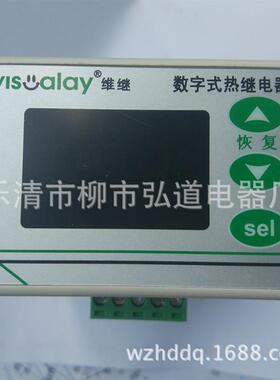 visualay® 维继 数字式热继电器
恢复
乐清市柳市弘道电器厂
sel
wzhddq.1688.com